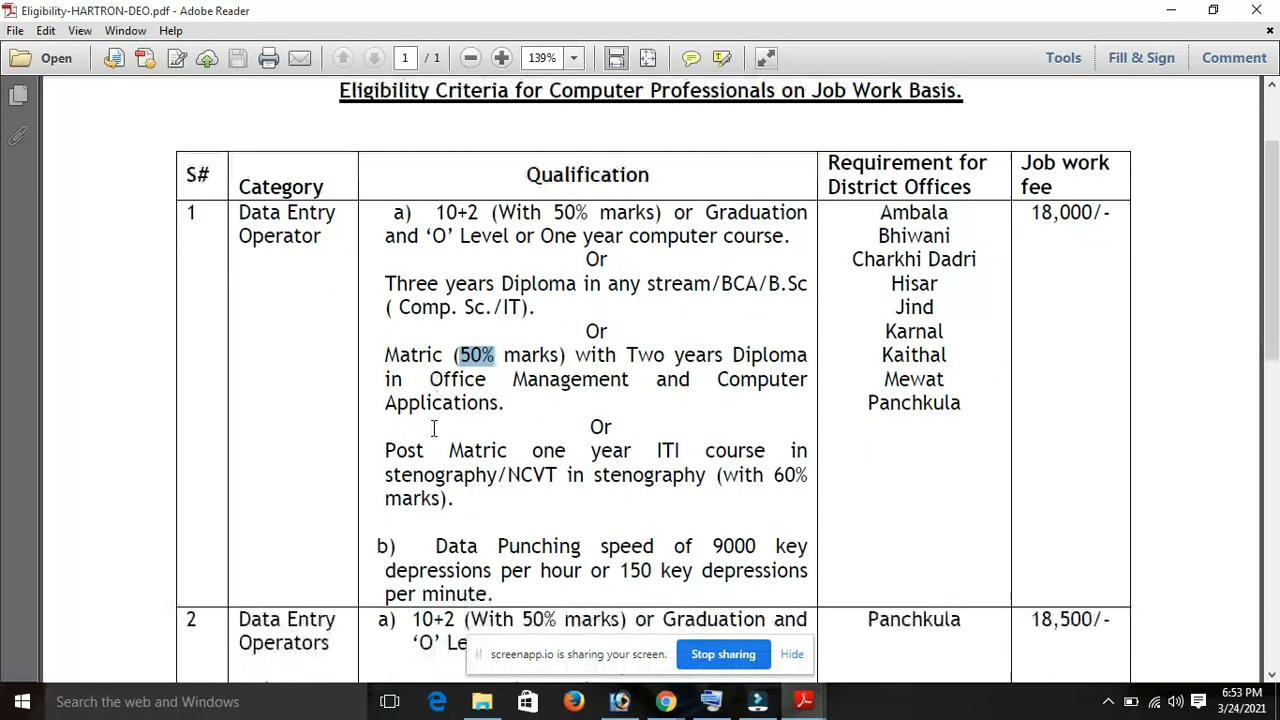 Eligibility-HARTRON-DEO.pdf - Adobe Reader
File Edit View Window Help
Open 1 / 1 139% Tools Fill & Sign Comment
Eligibility Criteria for Computer Professionals on Job Work Basis.
S# Category Qualification Requirement for District Offices Job work fee
1 Data Entry Operator
a) 10+2 (With 50% marks) or Graduation
and ‘O’ Level or One year computer course.
Or
Three years Diploma in any stream/BCA/B.Sc
( Comp. Sc./IT).
Or
Matric (50% marks) with Two years Diploma
in Office Management and Computer
Applications.
Or
Post Matric one year ITI course in
stenography/NCVT in stenography (with 60%
marks).
b) Data Punching speed of 9000 key
depressions per hour or 150 key depressions
per minute.
Ambala
Bhiwani
Charkhi Dadri
Hisar
Jind
Karnal
Kaithal
Mewat
Panchkula
18,000/-
2 Data Entry Operators
a) 10+2 (With 50% marks) or Graduation and
‘O’ Le
Panchkula
18,500/-
screenapp.io is sharing your screen. Stop sharing Hide
Search the web and Windows
6:53 PM
3/24/2021